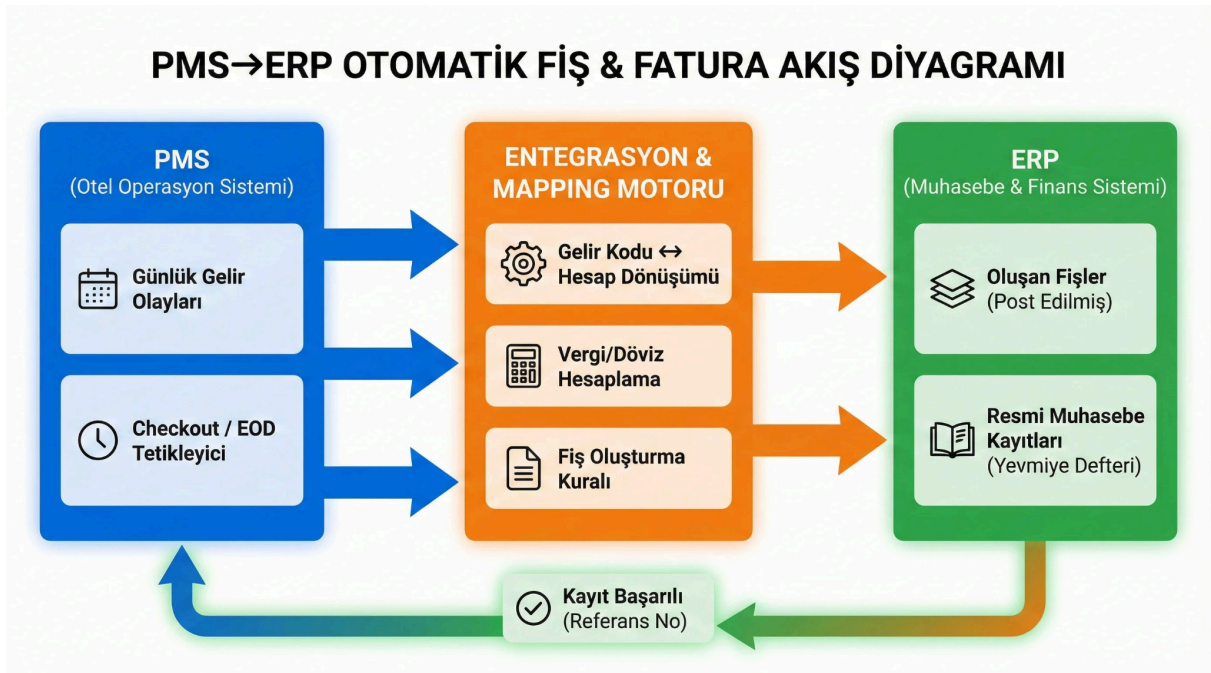 PMS→ERP OTOMATİK FİŞ & FATURA AKIŞ DİYAGRAMI
PMS
(Otel Operasyon Sistemi)
Günlük Gelir
Olayları
Checkout / EOD
Tetikleyici
ENTEGRASYON &
MAPPING MOTORU
Gelir Kodu ↔
Hesap Dönüşümü
Vergi/Döviz
Hesaplama
Fiş Oluşturma
Kuralı
ERP
(Muhasebe & Finans Sistemi)
Oluşan Fişler
(Post Edilmiş)
Resmi Muhasebe
Kayıtları
(Yevmiye Defteri)
Kayıt Başarılı
(Referans No)